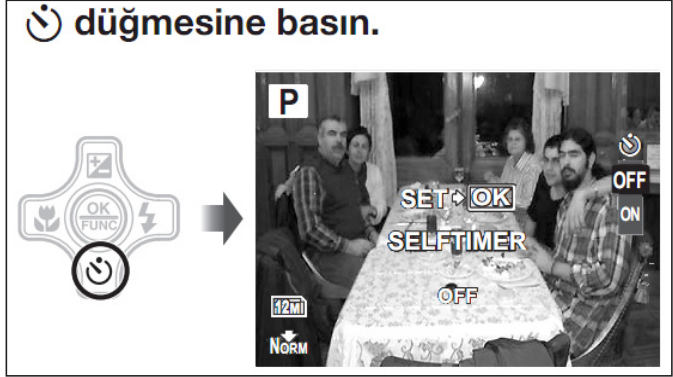 düğmesine basın.
P
OFF
SET OK
ON
OK
FUNC
SELFTIMER
OFF
12M
NORM